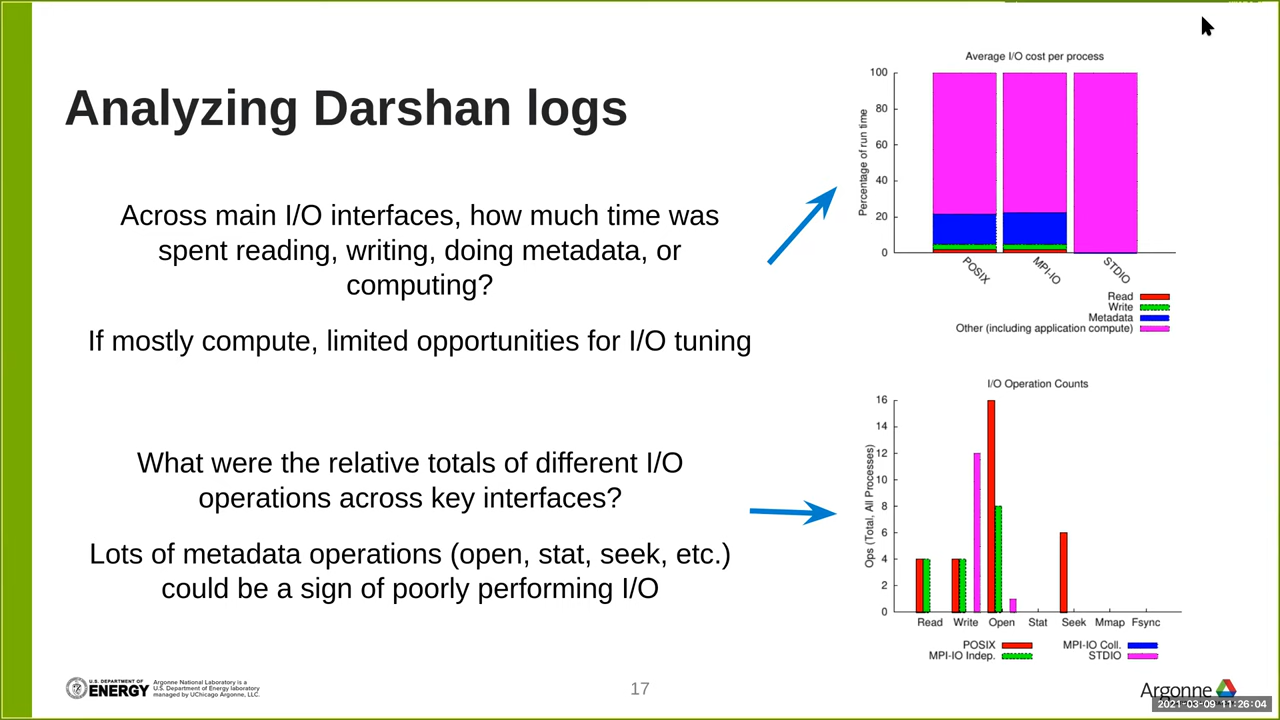 Analyzing Darshan logs
Across main I/O interfaces, how much time was
spent reading, writing, doing metadata, or
computing?
If mostly compute, limited opportunities for I/O tuning
What were the relative totals of different I/O
operations across key interfaces?
Lots of metadata operations (open, stat, seek, etc.)
could be a sign of poorly performing I/O
Average I/O cost per process
Percentage of run time
100
80
60
40
20
0
POSIX
MPI-IO
STDIO
Read
Write
Metadata
Other (including application compute)
I/O Operation Counts
Ops (Total, All Processes)
16
14
12
10
8
6
4
2
0
Read Write Open Stat Seek Mmap Fsync
POSIX
MPI-IO Indep.
MPI-IO Coll.
STDIO
U.S. DEPARTMENT OF
ENERGY
Argonne National Laboratory is a
U.S. Department of Energy laboratory
managed by UChicago Argonne, LLC.
17
Argonne
2021-03-09 11:26:04